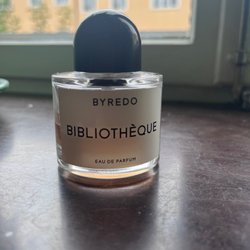 BYREDO
BIBLIOTHÈQUE
EAU DE PARFUM